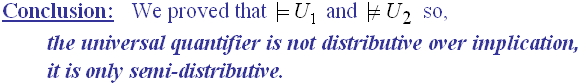 Conclusion: We proved that ⊨ U₁ and ⊭ U₂ so,
the universal quantifier is not distributive over implication,
it is only semi-distributive.